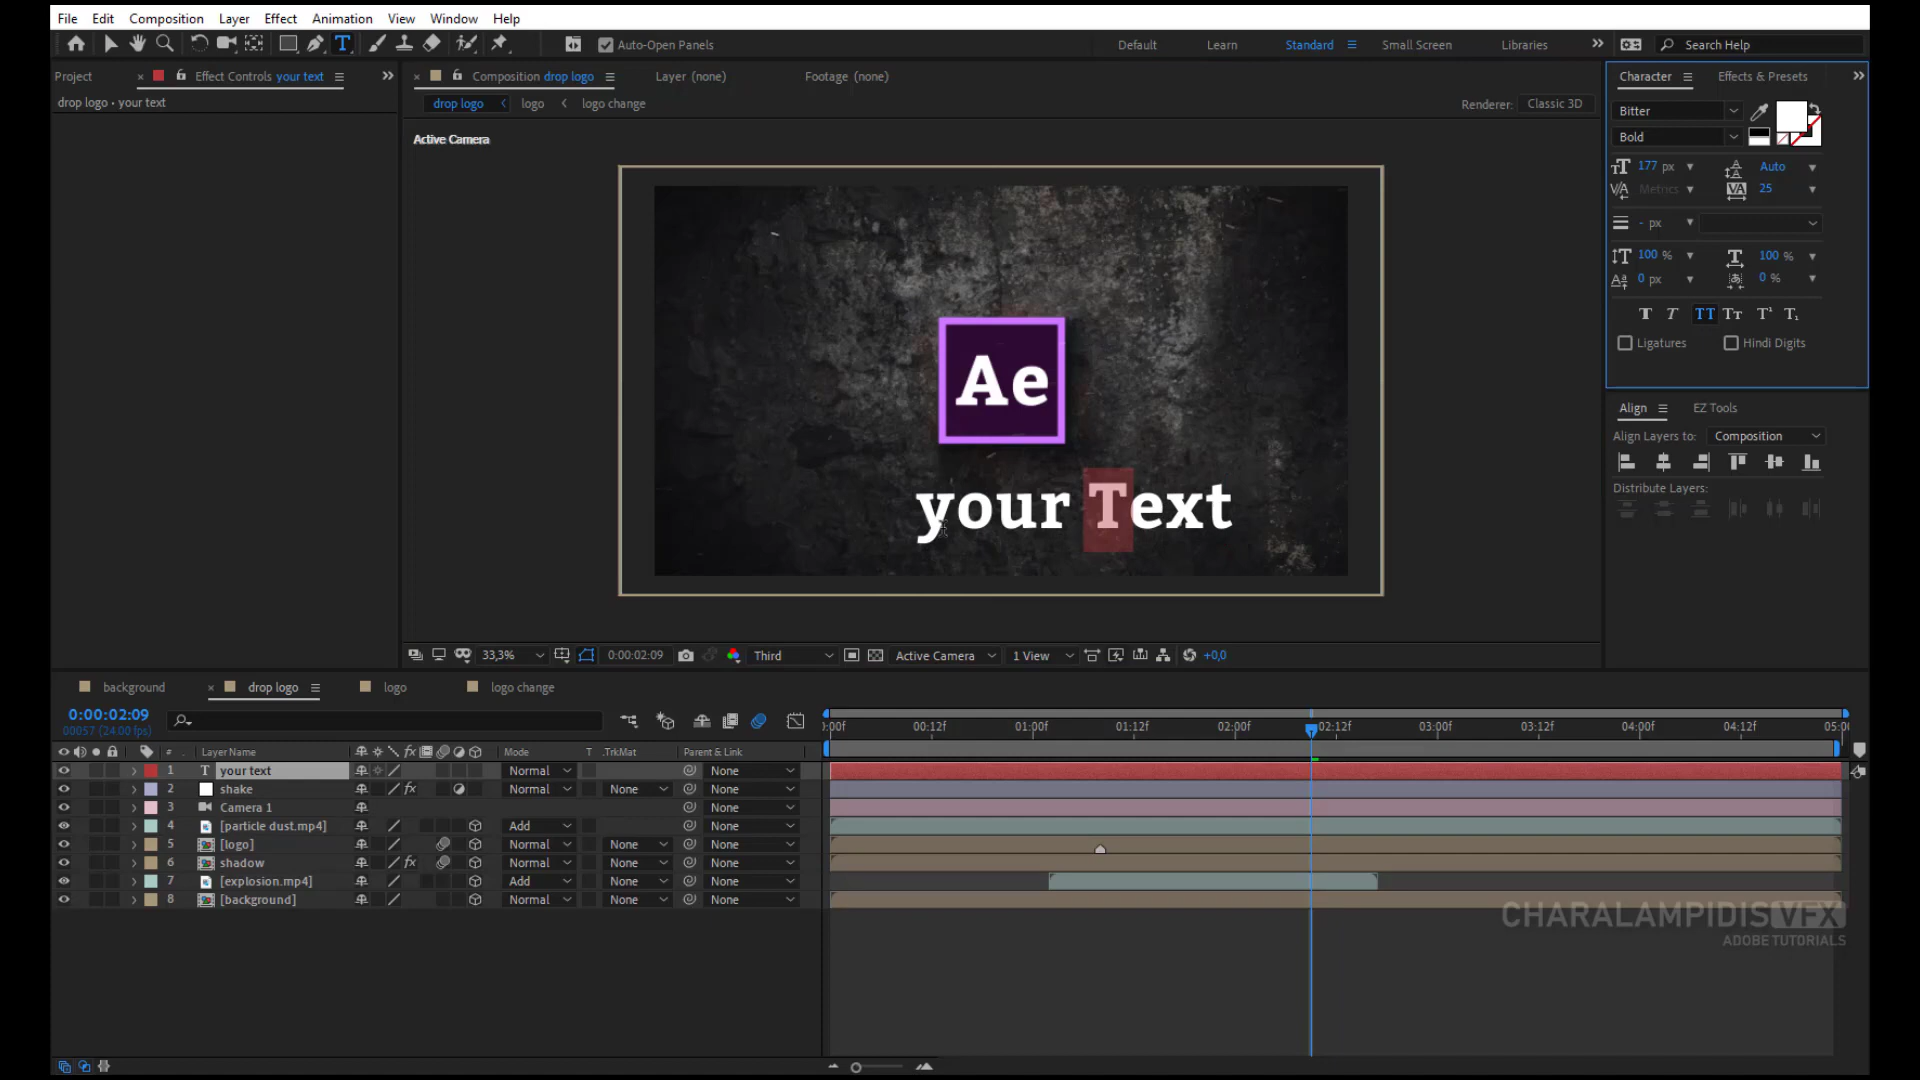 File Edit Composition Layer Effect Animation View Window Help
Auto-Open Panels Default Learn Standard Small Screen Libraries Search Help
Project Effect Controls your text Composition drop logo Layer (none) Footage (none) Character Effects & Presets
drop logo • your text drop logo logo logo change Renderer: Classic 3D
Active Camera
Bitter
Bold
177 px Auto
Metrics 25
- px
100 % 100 %
0 px 0 %
Ligatures Hindi Digits
Ae
your Text
Align EZ Tools
Align Layers to: Composition
Distribute Layers:
33,3% 0:00:02:09 Third Active Camera 1 View +0,0
background drop logo logo logo change
0:00:02:09
00057 (24.00 fps)
:00f 00:12f 01:00f 01:12f 02:00f 02:12f 03:00f 03:12f 04:00f 04:12f 05:00
# Layer Name Mode T .TrkMat Parent & Link
1 T your text Normal None
2 shake Normal None None
3 Camera 1 None
4 [particle dust.mp4] Add None
5 [logo] Normal None None
6 shadow Normal None None
7 [explosion.mp4] Add None None
8 [background] Normal None None
CHARALAMPIDIS VFX
ADOBE TUTORIALS